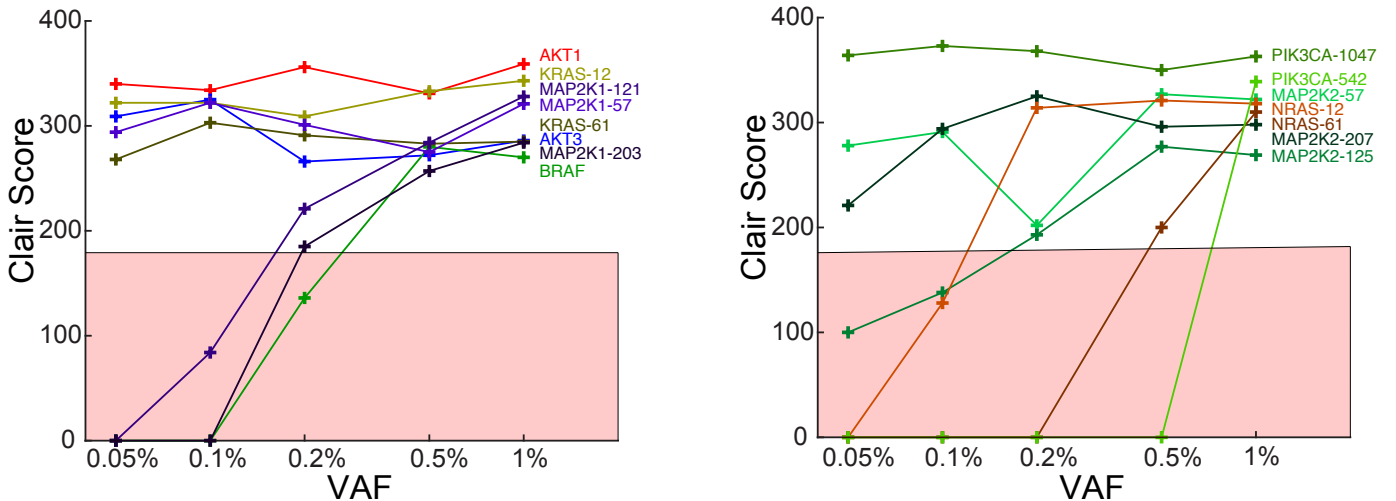 400
300
200
100
0
Clair Score
0.05%
0.1%
0.2%
0.5%
1%
VAF
AKT1
KRAS-12
MAP2K1-121
MAP2K1-57
KRAS-61
AKT3
MAP2K1-203
BRAF
400
300
200
100
0
Clair Score
0.05%
0.1%
0.2%
0.5%
1%
VAF
PIK3CA-1047
PIK3CA-542
MAP2K2-57
NRAS-12
NRAS-61
MAP2K2-207
MAP2K2-125